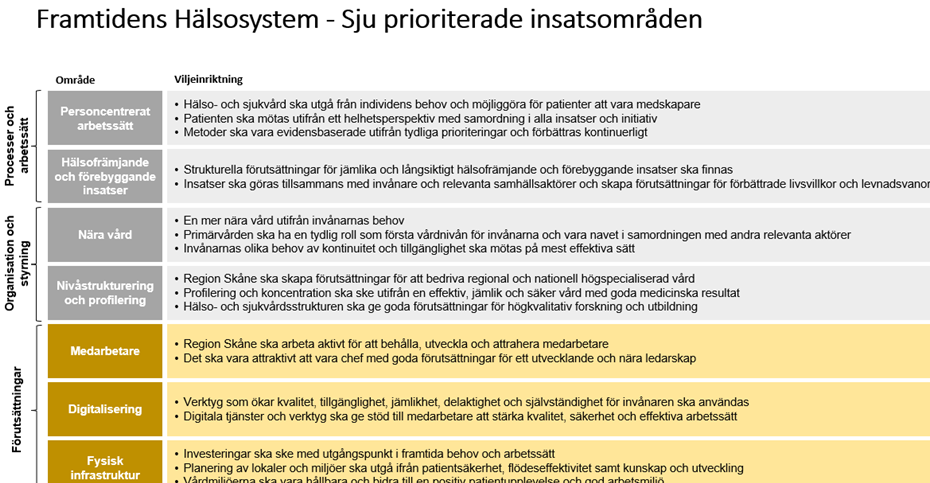 Framtidens Hälsosystem - Sju prioriterade insatsområden
Område
Viljeinriktning
Processer och
arbetssätt
Personcentrerat
arbetssätt
• Hälso- och sjukvård ska utgå från individens behov och möjliggöra för patienter att vara medskapare
• Patienten ska mötas utifrån ett helhetsperspektiv med samordning i alla insatser och initiativ
• Metoder ska vara evidensbaserade utifrån tydliga prioriteringar och förbättras kontinuerligt
Hälsofrämjande
och förebyggande
insatser
• Strukturella förutsättningar för jämlika och långsiktigt hälsofrämjande och förebyggande insatser ska finnas
• Insatser ska göras tillsammans med invånare och relevanta samhällsaktörer och skapa förutsättningar för förbättrade livsvillkor och levnadsvanor
Organisation och
styrning
Nära vård
• En mer nära vård utifrån invånarnas behov
• Primärvården ska ha en tydlig roll som första vårdnivån för invånarna och vara navet i samordningen med andra relevanta aktörer
• Invånarnas olika behov av kontinuitet och tillgänglighet ska mötas på mest effektiva sätt
Nivåstrukturering
och profilering
• Region Skåne ska skapa förutsättningar för att bedriva regional och nationell högspecialiserad vård
• Profilering och koncentration ska ske utifrån en effektiv, jämlik och säker vård med goda medicinska resultat
• Hälso- och sjukvårdsstrukturen ska ge goda förutsättningar för högkvalitativ forskning och utbildning
Förutsättningar
Medarbetare
• Region Skåne ska arbeta aktivt för att behålla, utveckla och attrahera medarbetare
• Det ska vara attraktivt att vara chef med goda förutsättningar för ett utvecklande och nära ledarskap
Digitalisering
• Verktyg som ökar kvalitet, tillgänglighet, jämlikhet, delaktighet och självständighet för invånaren ska användas
• Digitala tjänster och verktyg ska ge stöd till medarbetare att stärka kvalitet, säkerhet och effektiva arbetssätt
Fysisk
infrastruktur
• Investeringar ska ske med utgångspunkt i framtida behov och arbetssätt
• Planering av lokaler och miljöer ska utgå ifrån patientsäkerhet, flödeseffektivitet samt kunskap och utveckling
• Vårdmiljöerna ska vara hållbara och bidra till en positiv patientupplevelse och god arbetsmiljö